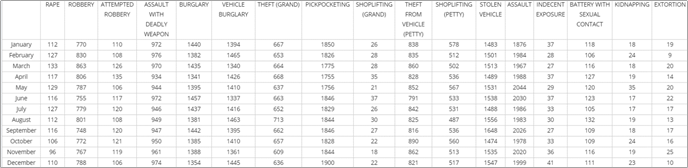 RAPE ROBBERY ATTEMPTED ROBBERY ASSAULT WITH DEADLY WEAPON BURGLARY VEHICLE BURGLARY THEFT (GRAND) PICKPOCKETING SHOPLIFTING (GRAND) THEFT FROM VEHICLE (PETTY) SHOPLIFTING (PETTY) STOLEN VEHICLE ASSAULT INDECENT EXPOSURE BATTERY WITH SEXUAL CONTACT KIDNAPPING EXTORTION
January 112 770 110 972 1440 1394 667 1850 26 838 578 1483 1876 37 118 18 19
February 127 830 108 976 1382 1465 653 1826 28 835 512 1501 1984 28 106 24 9
March 133 860 106 970 1435 1340 664 1775 28 860 502 1513 1967 27 116 18 20
April 117 806 135 934 1341 1426 668 1755 35 828 536 1489 1988 37 127 19 14
May 129 787 106 944 1395 1410 637 1756 21 852 567 1531 2044 29 120 35 20
June 116 755 117 972 1457 1337 663 1846 37 791 533 1538 2030 37 123 17 22
July 127 779 120 946 1437 1416 652 1829 26 842 531 1488 1986 33 105 17 17
August 112 801 108 949 1381 1463 713 1844 30 825 487 1556 1983 30 132 19 13
September 116 748 120 947 1442 1395 662 1846 27 816 536 1648 2026 27 109 18 17
October 106 772 121 950 1385 1410 657 1828 22 890 560 1474 1978 33 109 24 16
November 96 767 119 961 1388 1361 609 1844 18 862 513 1535 2020 36 116 19 25
December 110 788 106 974 1354 1445 636 1900 22 821 517 1547 1999 41 111 23 10